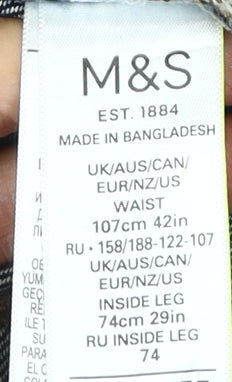 M&S
EST. 1884
MADE IN BANGLADESH
UK/AUS/CAN/
EUR/NZ/US
WAIST
107cm 42in
RU • 158/188-122-107
UK/AUS/CAN/
EUR/NZ/US
INSIDE LEG
74cm 29in
RU INSIDE LEG
74